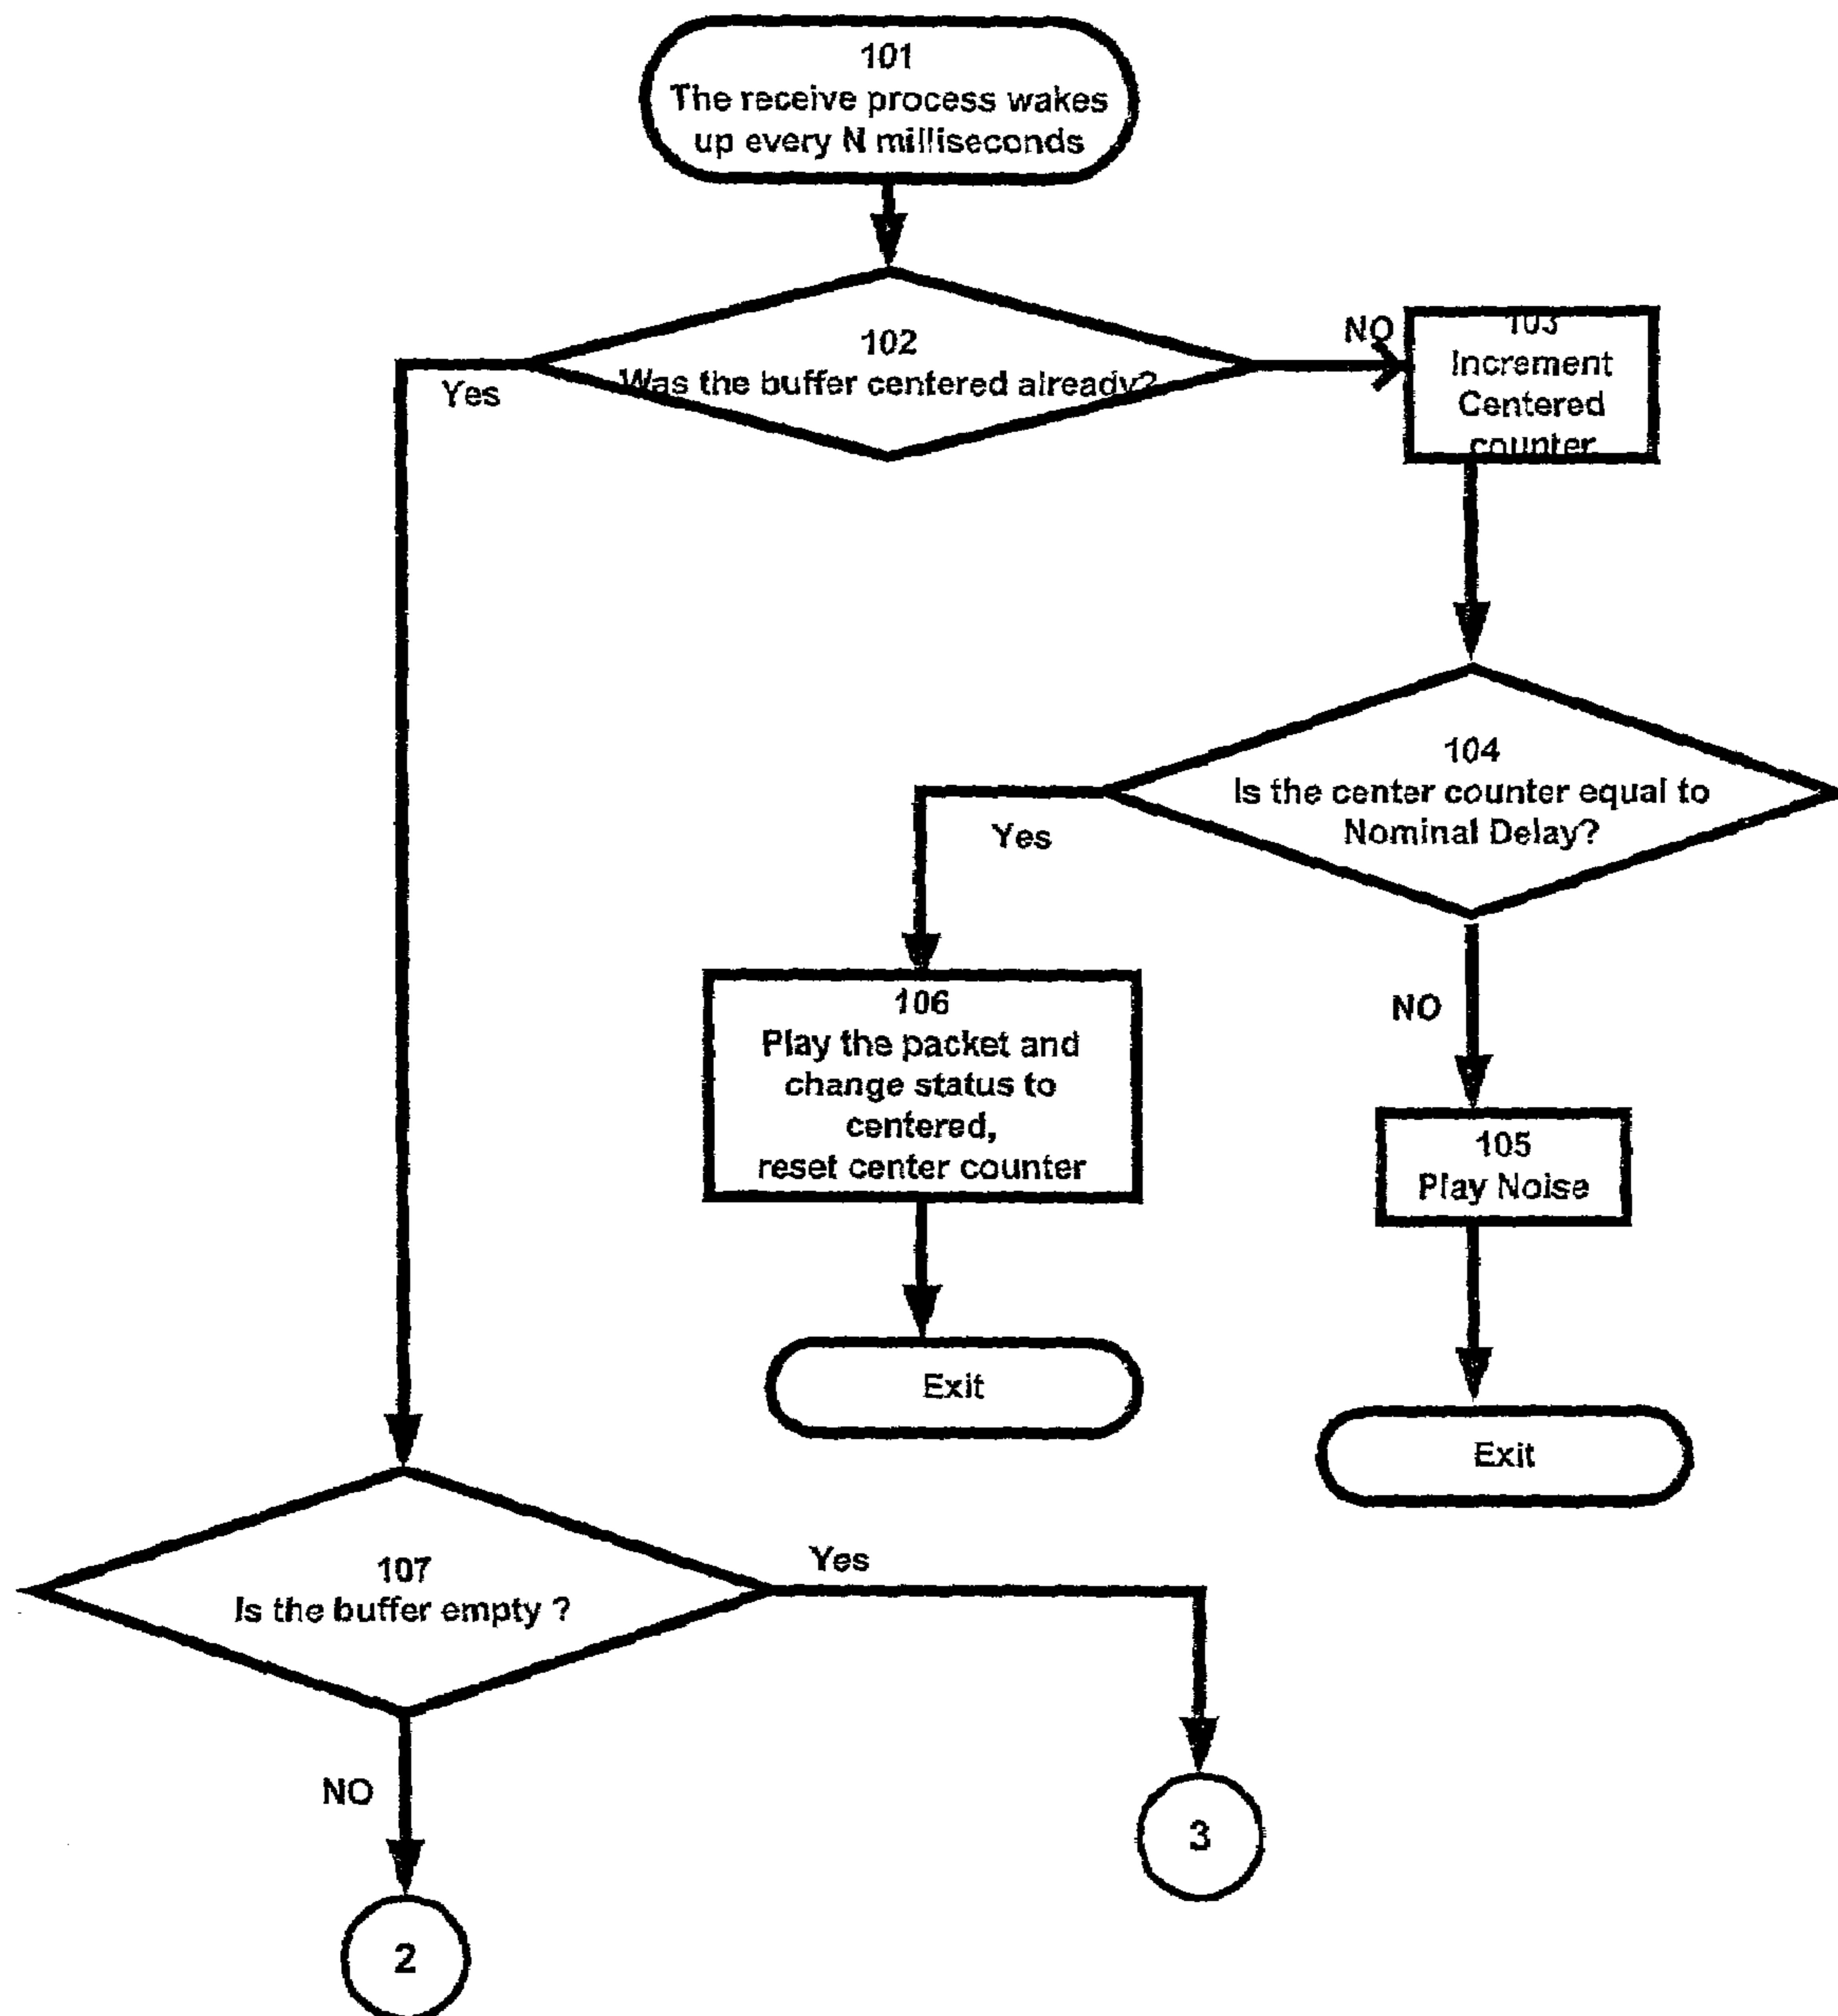 101
The receive process wakes
up every N milliseconds
102
Was the buffer centered already?
Yes
NO
103
Increment
Centered
counter
104
Is the center counter equal to
Nominal Delay?
Yes
NO
106
Play the packet and
change status to
centered,
reset center counter
105
Play Noise
Exit
Exit
107
Is the buffer empty ?
Yes
NO
3
2